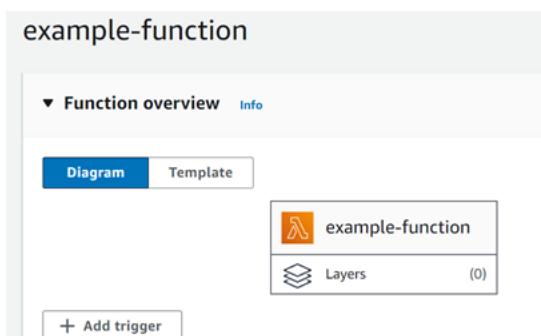 example-function
Function overview Info
Diagram Template
example-function
Layers (0)
+ Add trigger